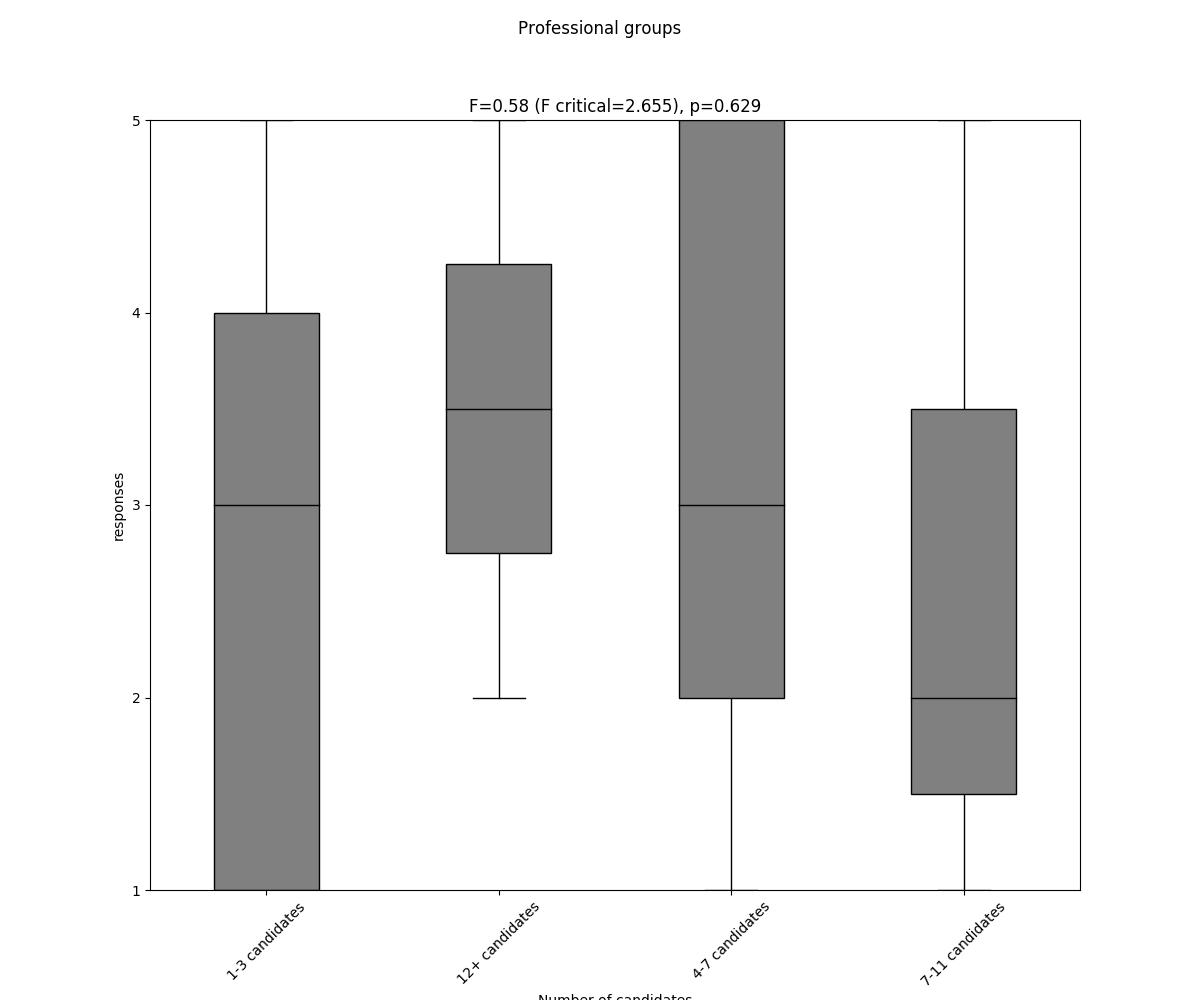 Professional groups
F=0.58 (F critical=2.655), p=0.629
5
4
3
2
1
responses
1-3 candidates
12+ candidates
4-7 candidates
7-11 candidates
Number of candidates